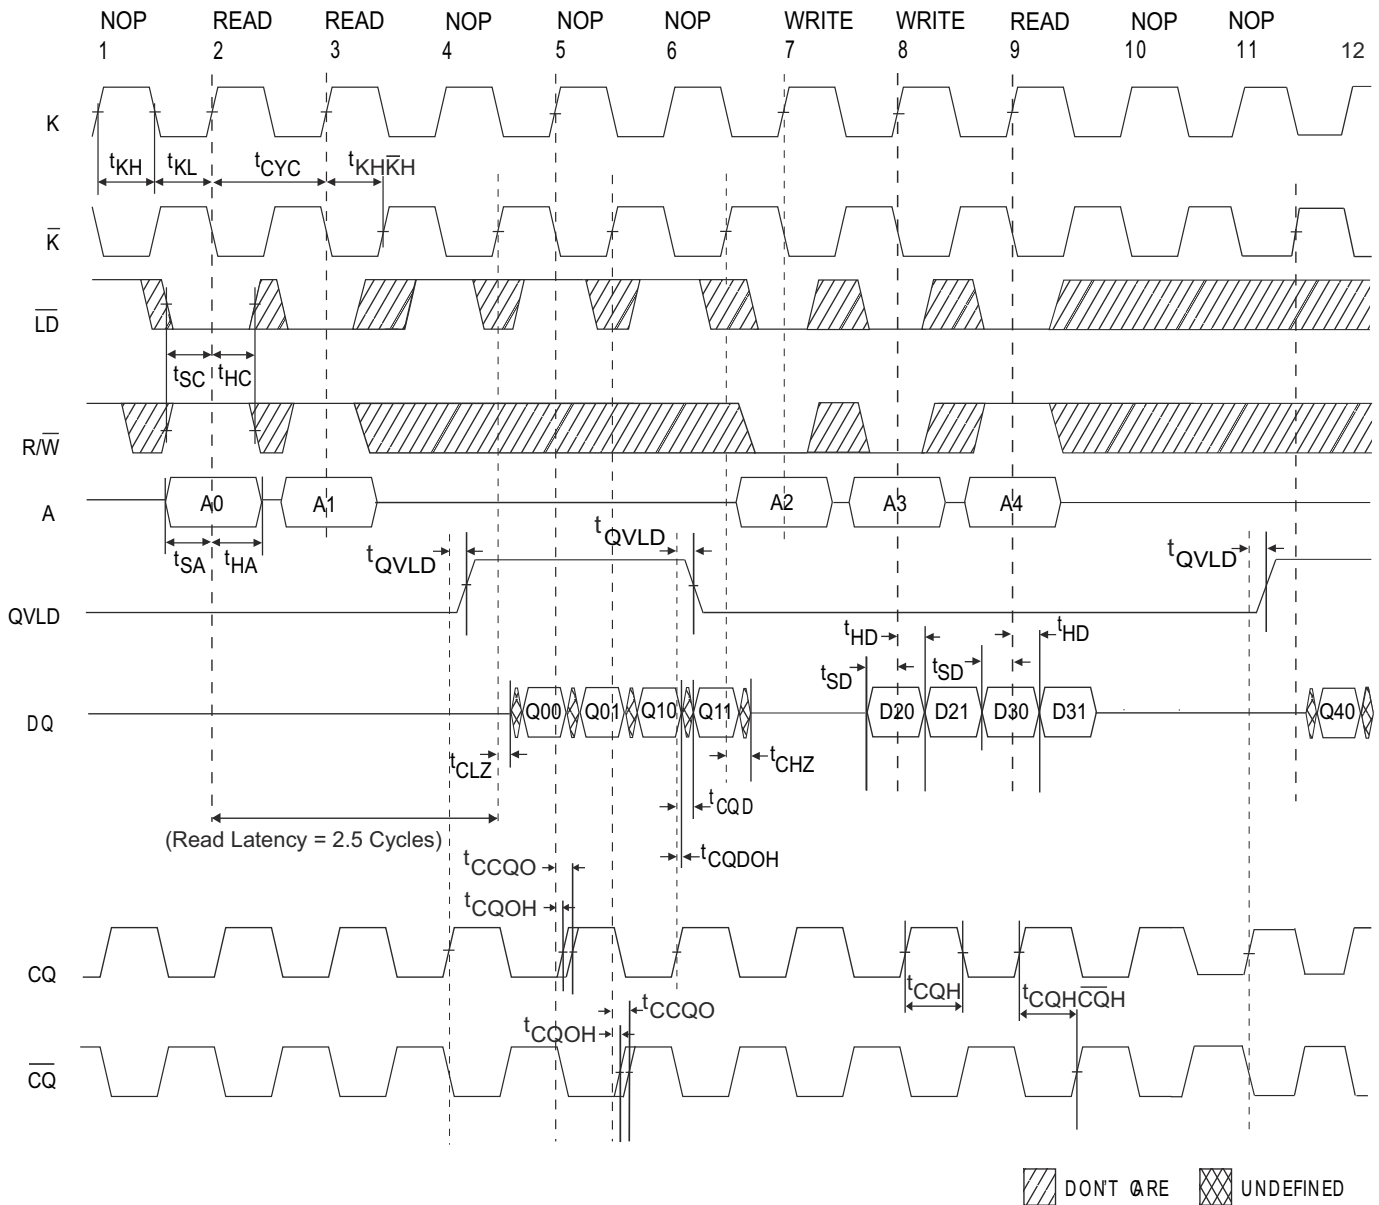 NOP READ READ NOP NOP NOP WRITE WRITE READ NOP NOP
1 2 3 4 5 6 7 8 9 10 11 12
K
tKH tKL tCYC tKHK̅H
K̅
L̅D̅
tSC tHC
R/W̅
A A0 A1 A2 A3 A4
tSA tHA tQVLD tQVLD tQVLD
QVLD
tHD tHD
tSD tSD
DQ Q00 Q01 Q10 Q11 D20 D21 D30 D31 Q40
tCLZ tCHZ
tCQD
(Read Latency = 2.5 Cycles)
tCQDOH
tCCQO
tCQOH
CQ
tCQH tCQHC̅Q̅H
tCCQO
tCQOH
C̅Q̅
DON'T CARE UNDEFINED